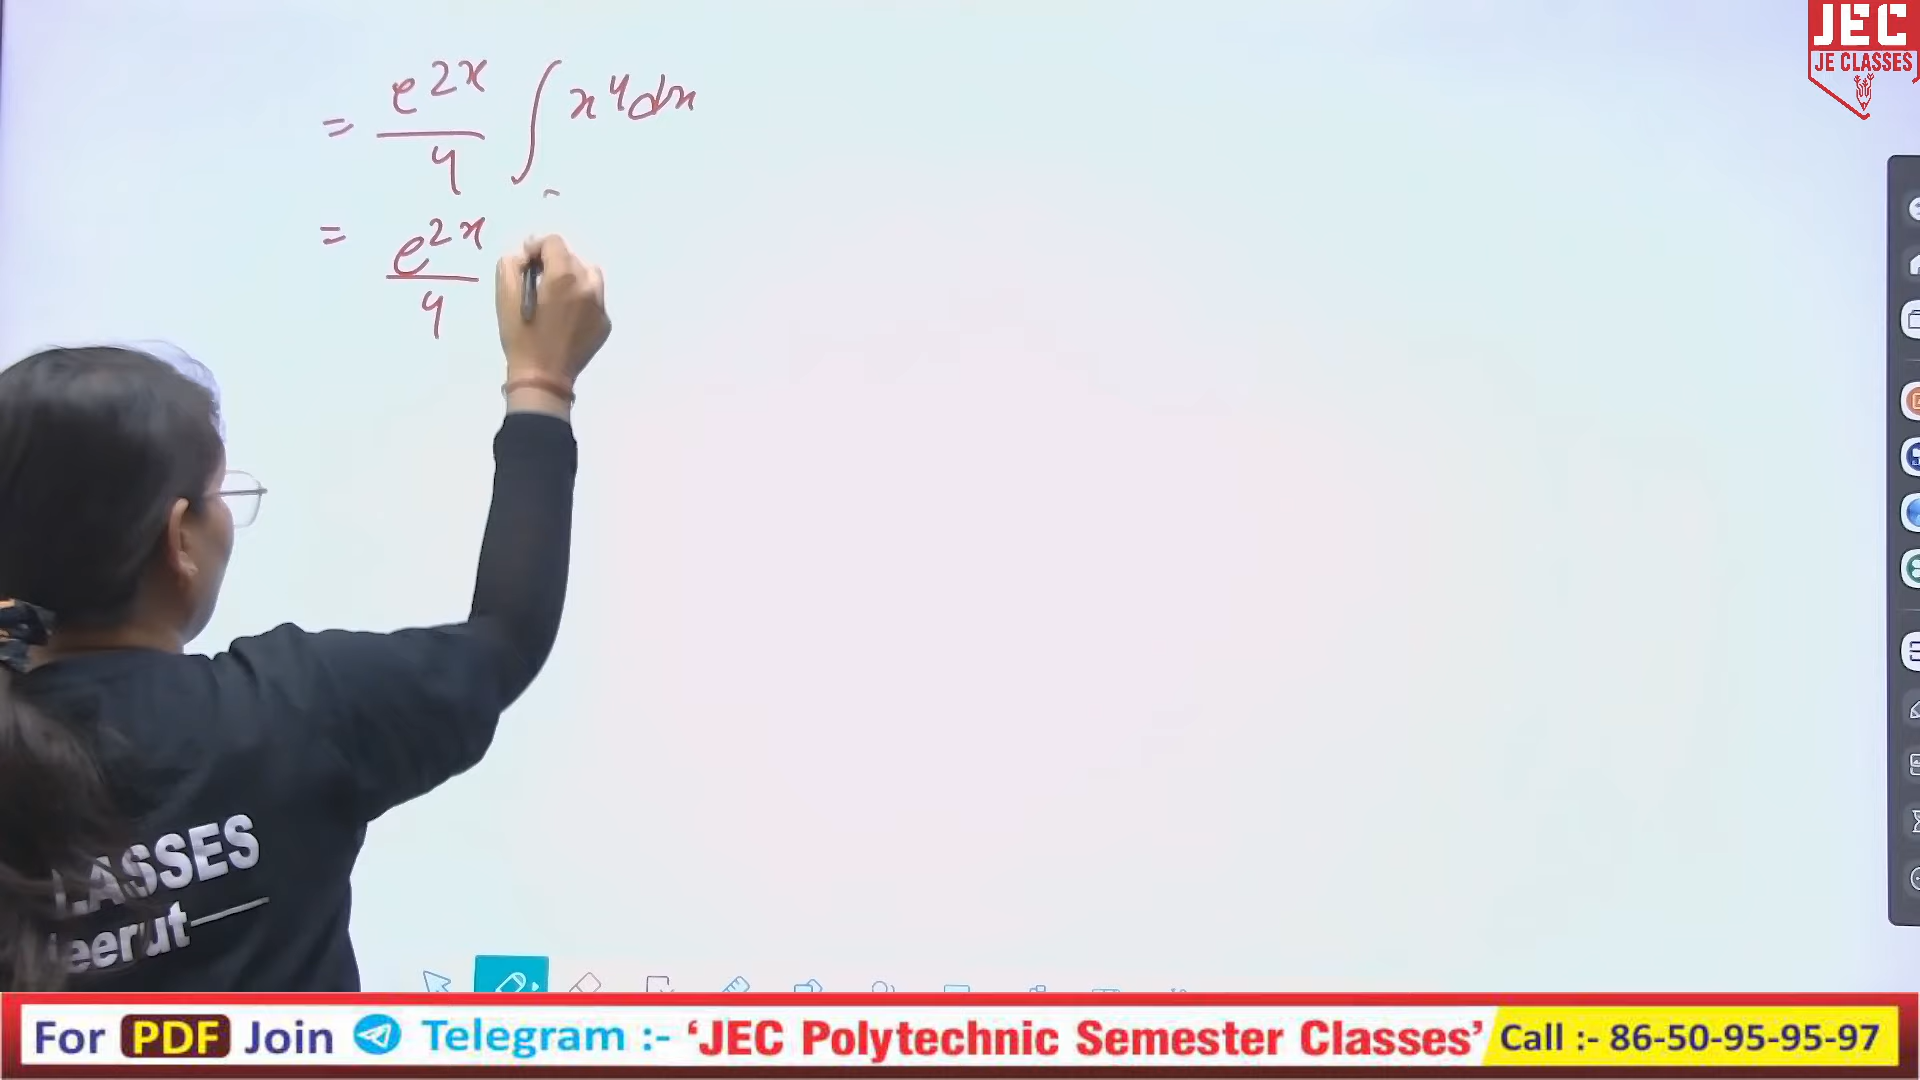 JEC
JE CLASSES
= e^{2x}/4 ∫ x^4 dx
= e^{2x}/4
LASSES
eerut
For PDF Join Telegram :- 'JEC Polytechnic Semester Classes' Call :- 86-50-95-95-97